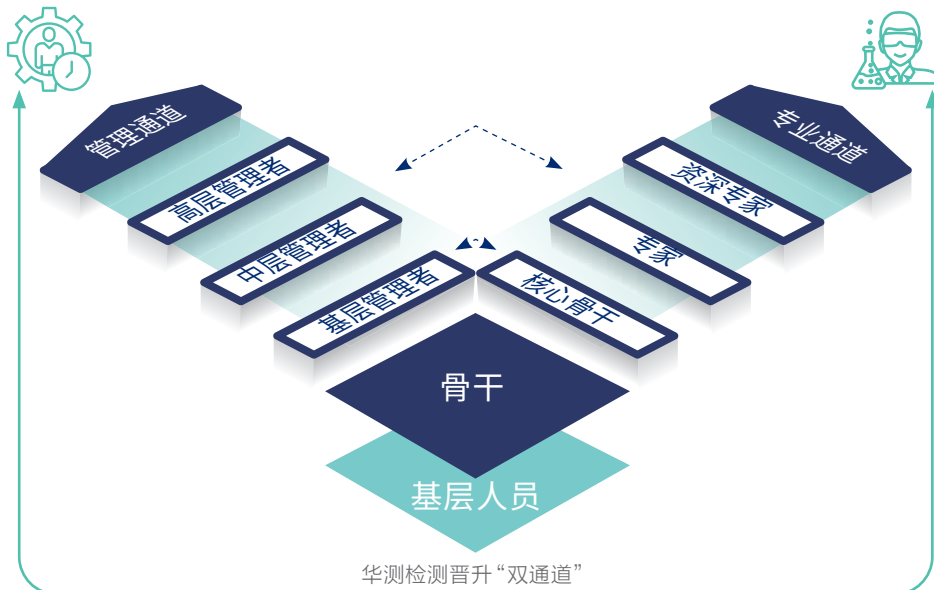 管理通道
专业通道
高层管理者
资深专家
中层管理者
专家
基层管理者
核心骨干
骨干
基层人员
华测检测晋升“双通道”